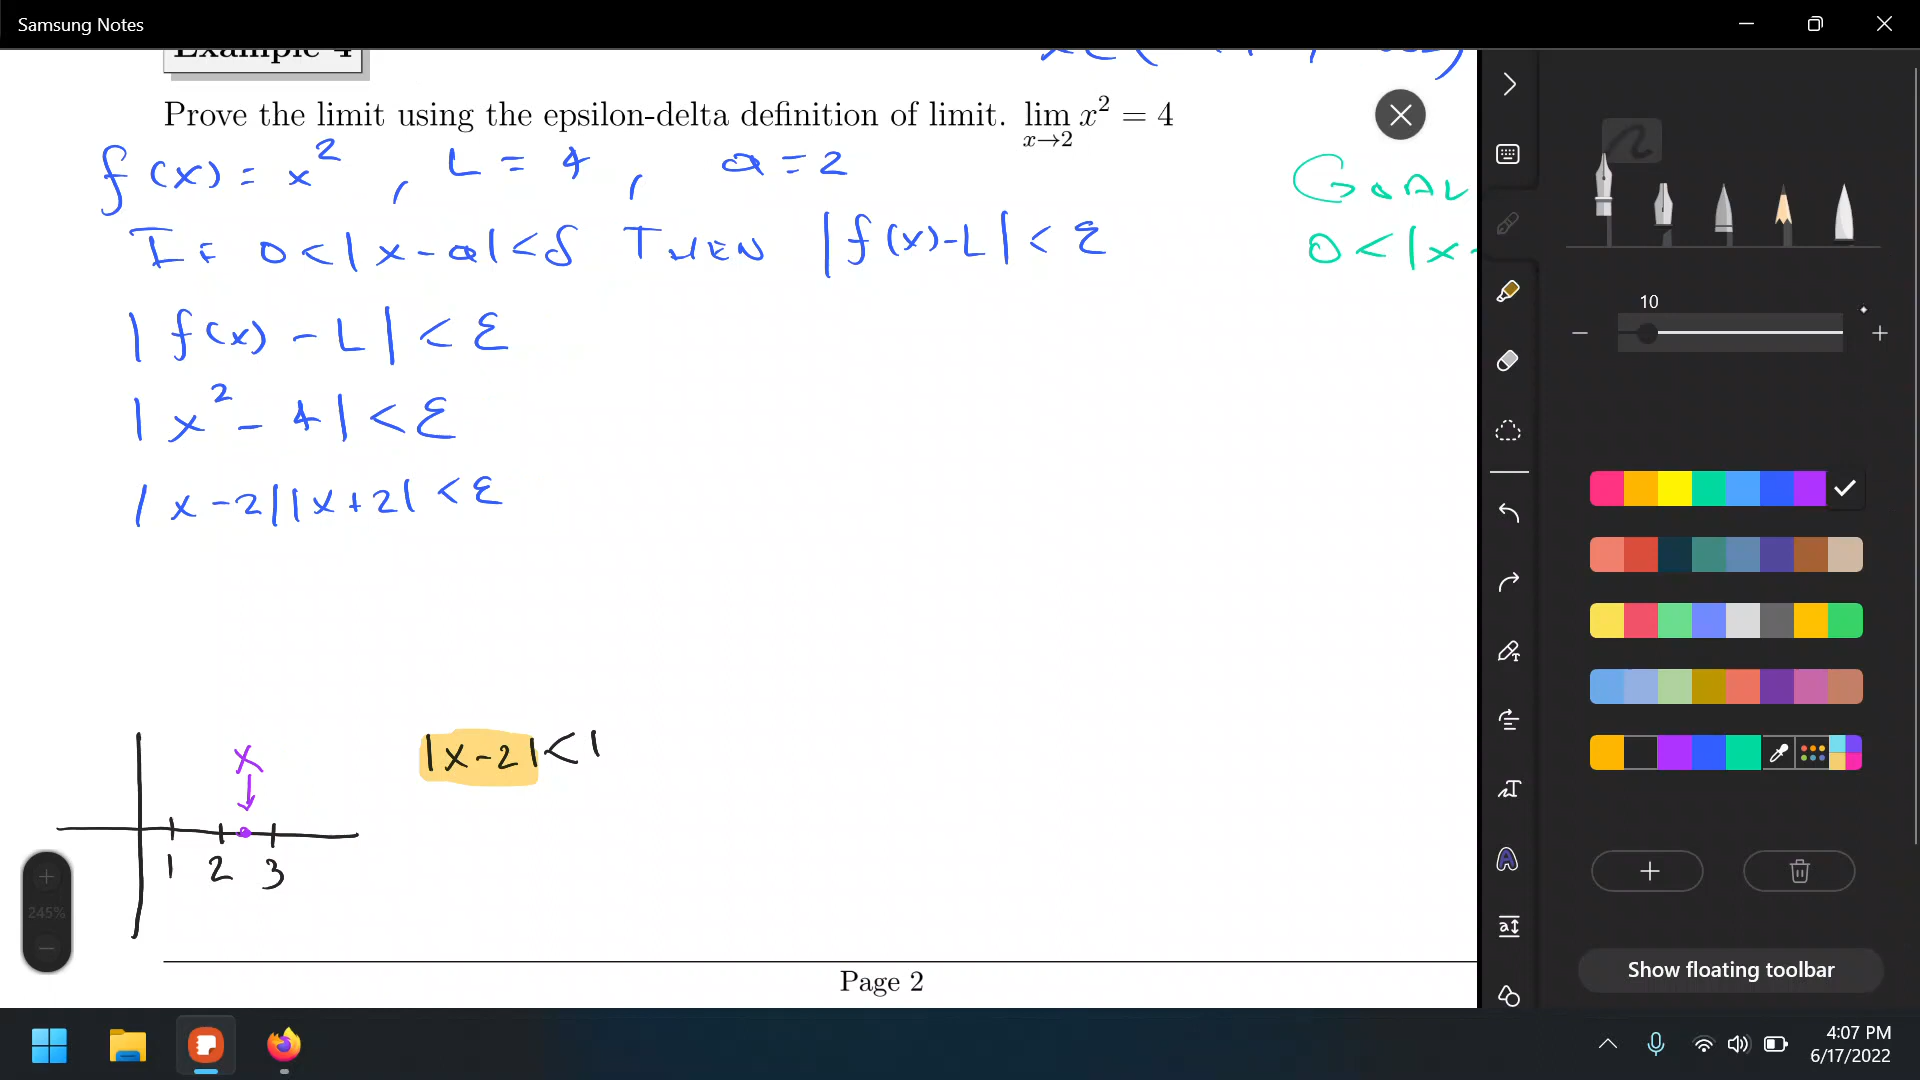 Samsung Notes
Example 4
Prove the limit using the epsilon-delta definition of limit. lim x→2 x² = 4
f(x) = x² , L = 4 , a = 2
GOAL
IF 0<|x-a|<δ THEN |f(x)-L|<ε
0<|x-
|f(x) - L| < ε
|x² - 4| < ε
|x-2||x+2| < ε
x
|x-2|<1
1 2 3
Page 2
10
245%
Show floating toolbar
4:07 PM
6/17/2022